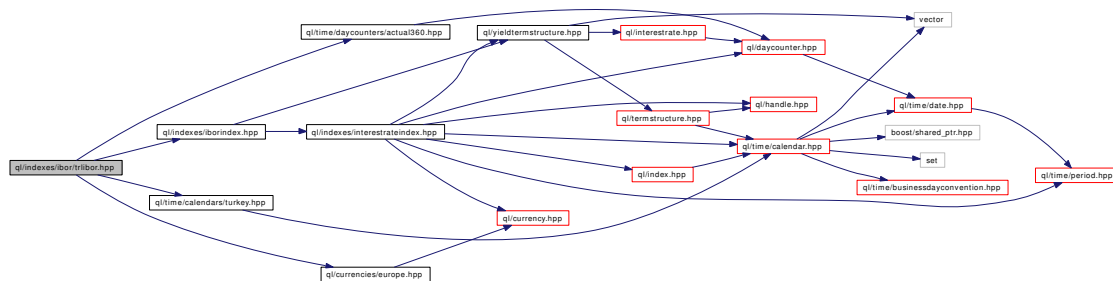 ql/time/daycounters/actual360.hpp
ql/yieldtermstructure.hpp
vector
ql/interestrate.hpp
ql/daycounter.hpp
ql/handle.hpp
ql/time/date.hpp
ql/termstructure.hpp
ql/indexes/iborindex.hpp
ql/indexes/interestrateindex.hpp
boost/shared_ptr.hpp
ql/time/calendar.hpp
set
ql/indexes/ibor/trlibor.hpp
ql/index.hpp
ql/time/period.hpp
ql/time/businessdayconvention.hpp
ql/time/calendars/turkey.hpp
ql/currency.hpp
ql/currencies/europe.hpp